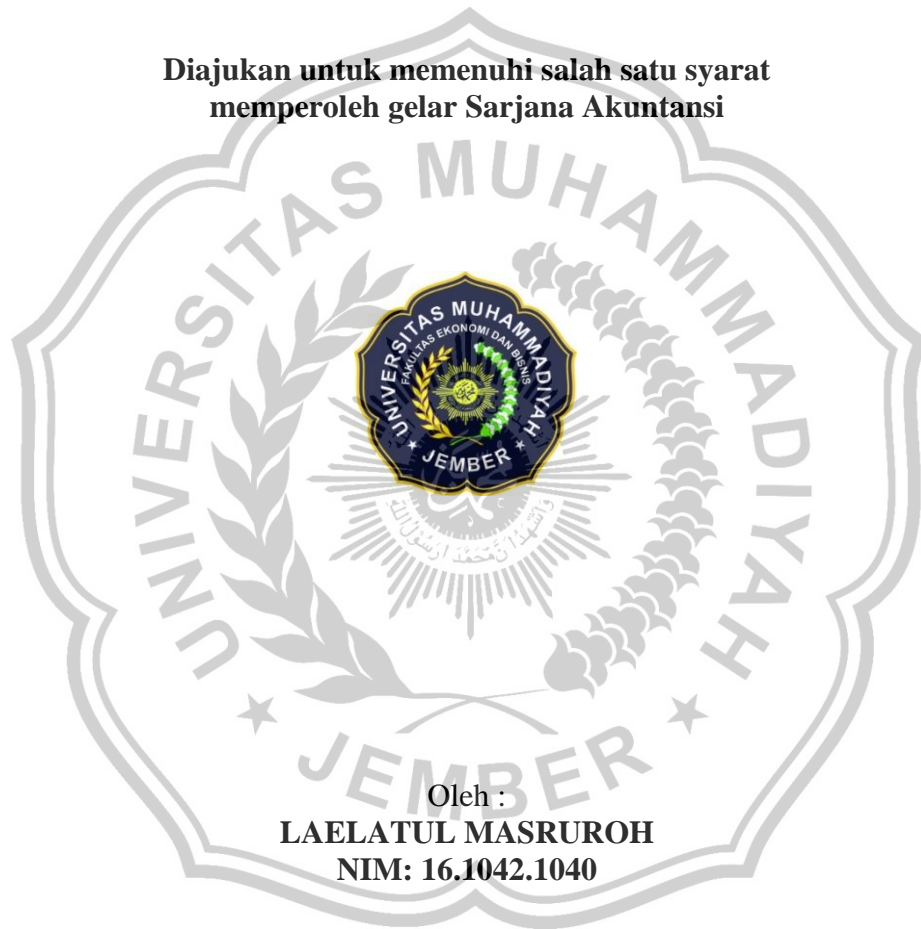 Diajukan untuk memenuhi salah satu syarat
memperoleh gelar Sarjana Akuntansi
UNIVERSITAS MUHAMMADIYAH
JEMBER
UNIVERSITAS MUHAMMADIYAH
FAKULTAS EKONOMI DAN BISNIS
JEMBER
Oleh :
LAELATUL MASRUROH
NIM: 16.1042.1040